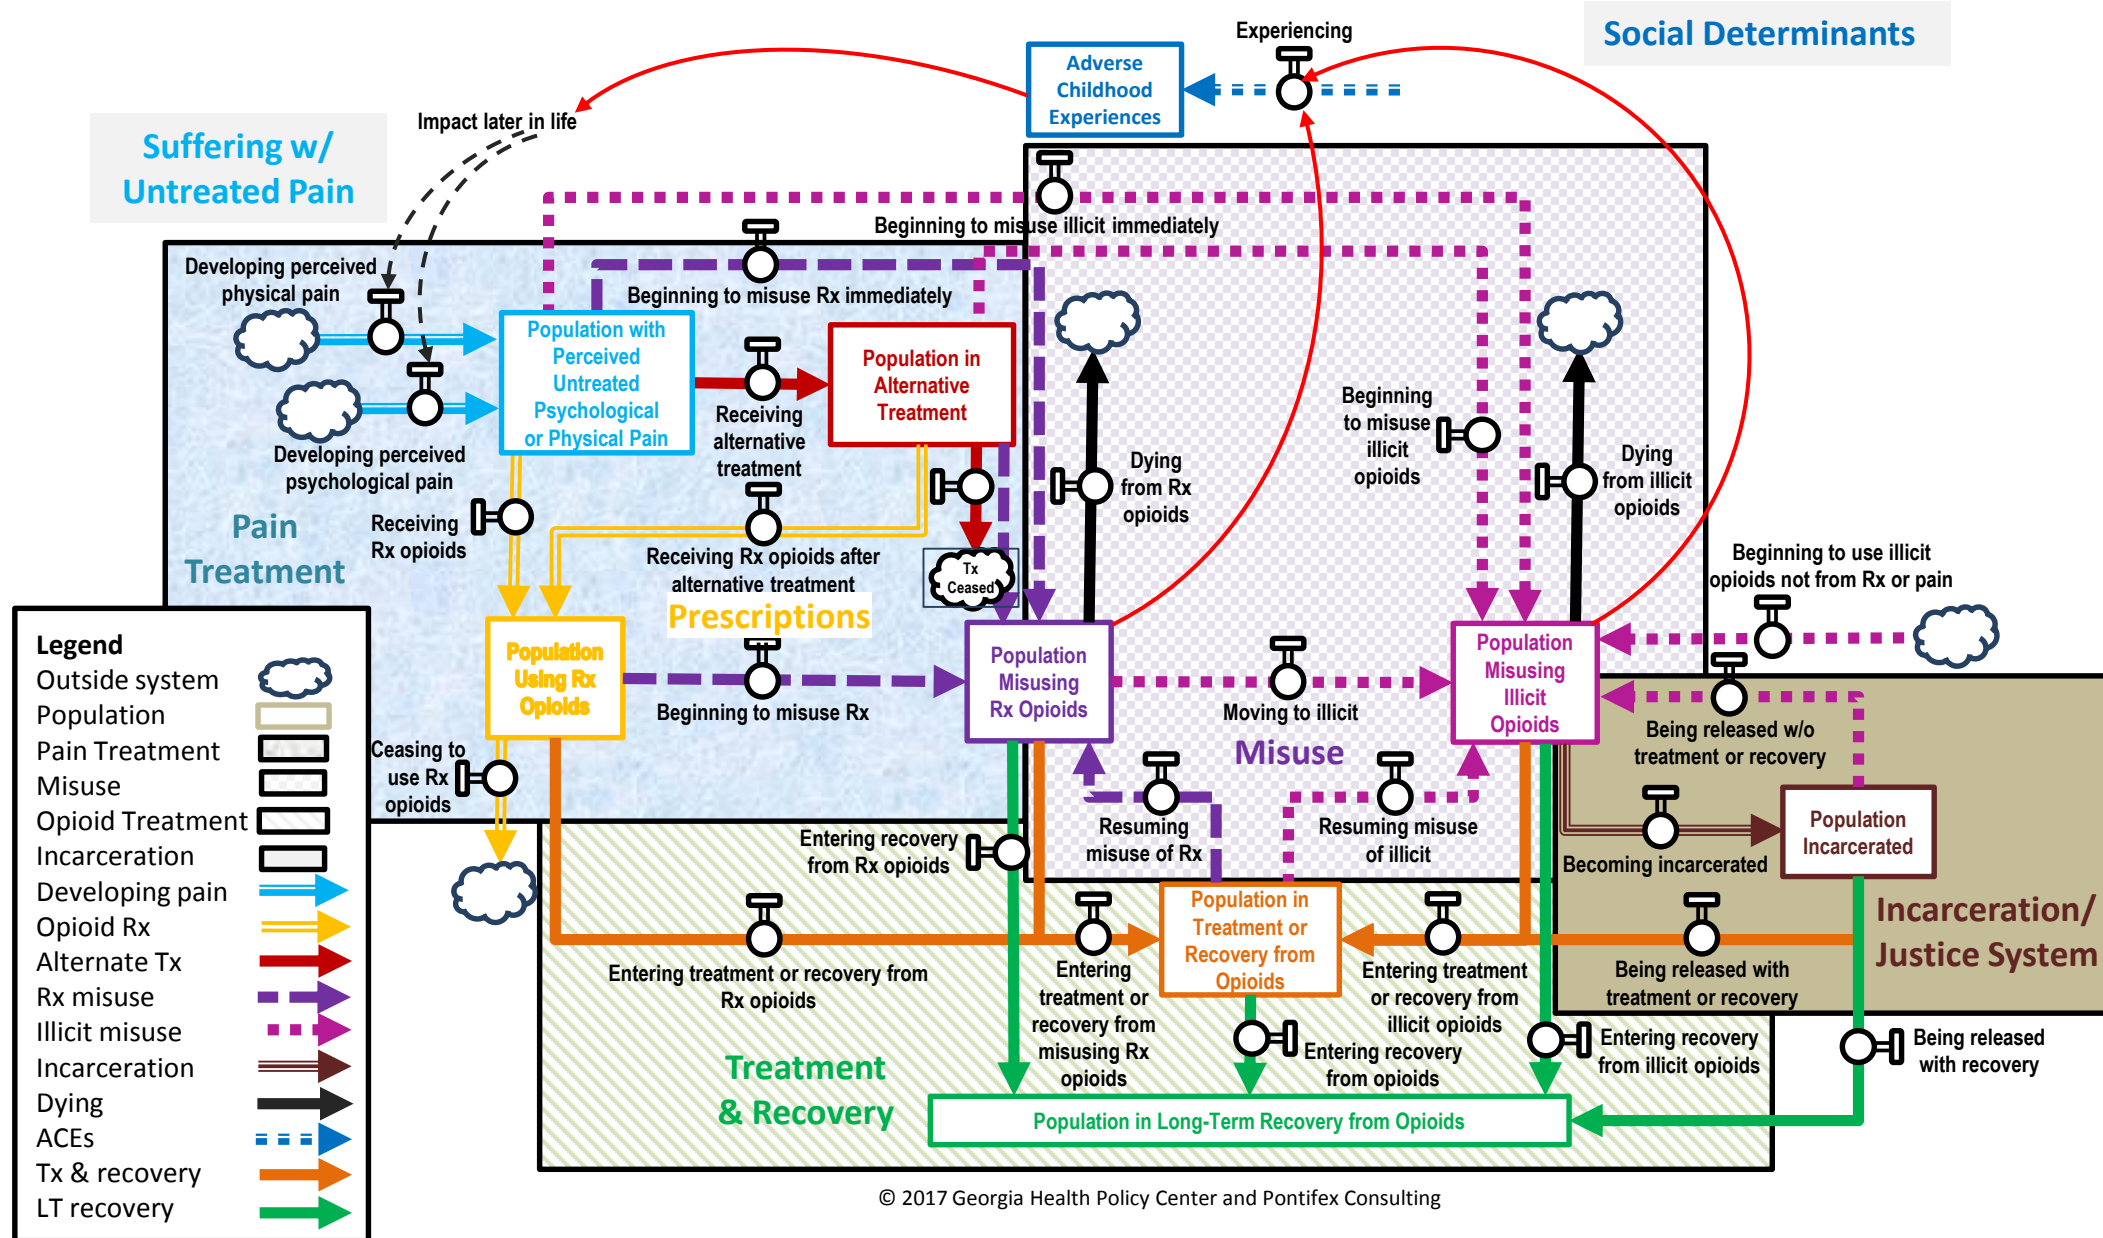 Social Determinants
Experiencing
Adverse
Childhood
Experiences
Impact later in life
Suffering w/
Untreated Pain
Beginning to misuse illicit immediately
Developing perceived
physical pain
Beginning to misuse Rx immediately
Population with
Perceived
Untreated
Psychological
or Physical Pain
Population in
Alternative
Treatment
Receiving
alternative
treatment
Beginning
to misuse
illicit
opioids
Developing perceived
psychological pain
Dying
from Rx
opioids
Dying
from illicit
opioids
Pain
Treatment
Receiving
Rx opioids
Receiving Rx opioids after
alternative treatment
Tx
Ceased
Beginning to use illicit
opioids not from Rx or pain
Prescriptions
Population
Using Rx
Opioids
Beginning to misuse Rx
Population
Misusing
Rx Opioids
Moving to illicit
Misuse
Population
Misusing
Illicit
Opioids
Being released w/o
treatment or recovery
Ceasing to
use Rx
opioids
Entering recovery
from Rx opioids
Resuming
misuse of Rx
Resuming misuse
of illicit
Becoming incarcerated
Population
Incarcerated
Incarceration/
Justice System
Population in
Treatment or
Recovery from
Opioids
Entering treatment or recovery from
Rx opioids
Entering
treatment or
recovery from
misusing Rx
opioids
Entering treatment
or recovery from
illicit opioids
Being released with
treatment or recovery
Entering recovery
from opioids
Entering recovery
from illicit opioids
Being released
with recovery
Treatment
& Recovery
Population in Long-Term Recovery from Opioids
Legend
Outside system
Population
Pain Treatment
Misuse
Opioid Treatment
Incarceration
Developing pain
Opioid Rx
Alternate Tx
Rx misuse
Illicit misuse
Incarceration
Dying
ACEs
Tx & recovery
LT recovery
© 2017 Georgia Health Policy Center and Pontifex Consulting